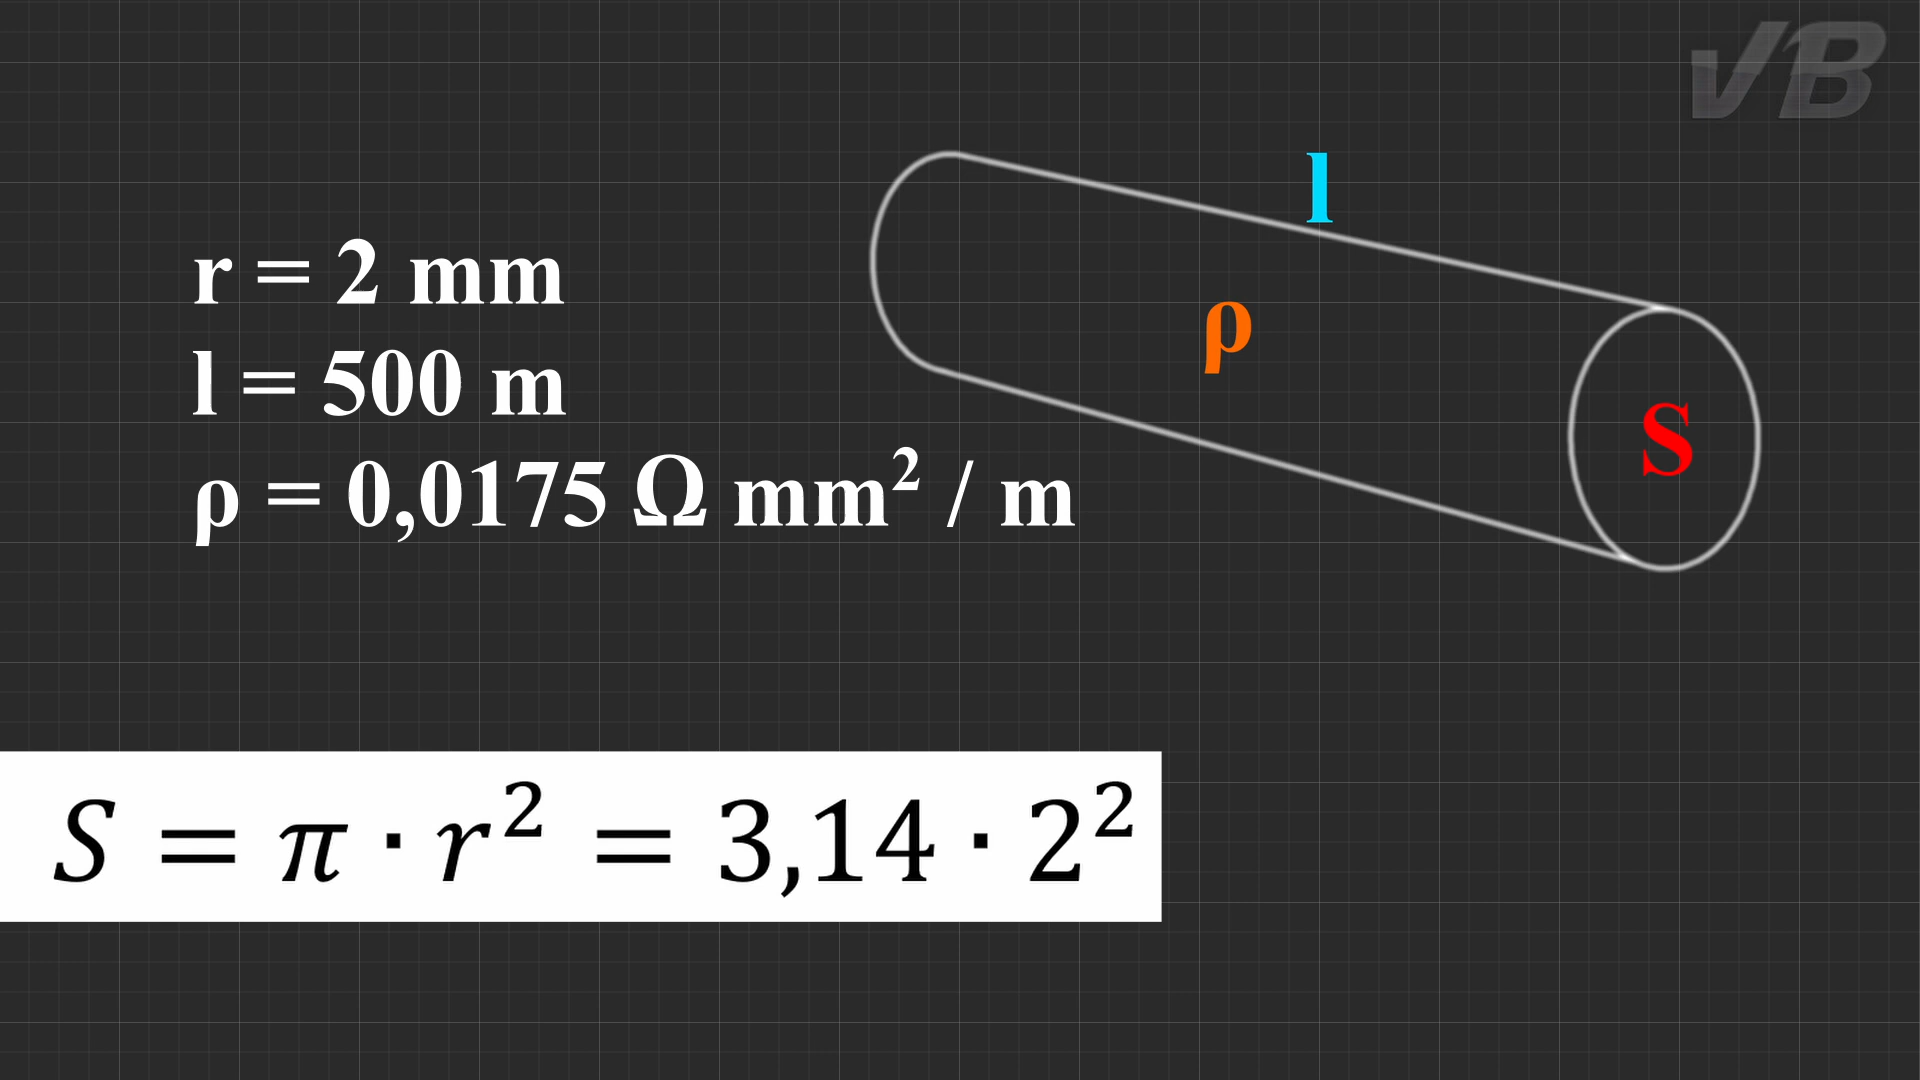 VB
l
r = 2 mm
ρ
l = 500 m
S
ρ = 0,0175 Ω mm² / m
S = π · r² = 3,14 · 2²